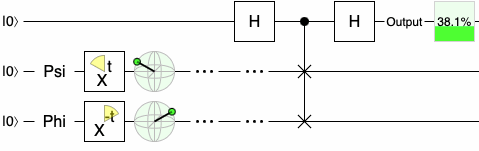 |0⟩ H H Output 38.1%
|0⟩ Psi X^t ... ...
|0⟩ Phi X^-t ... ...